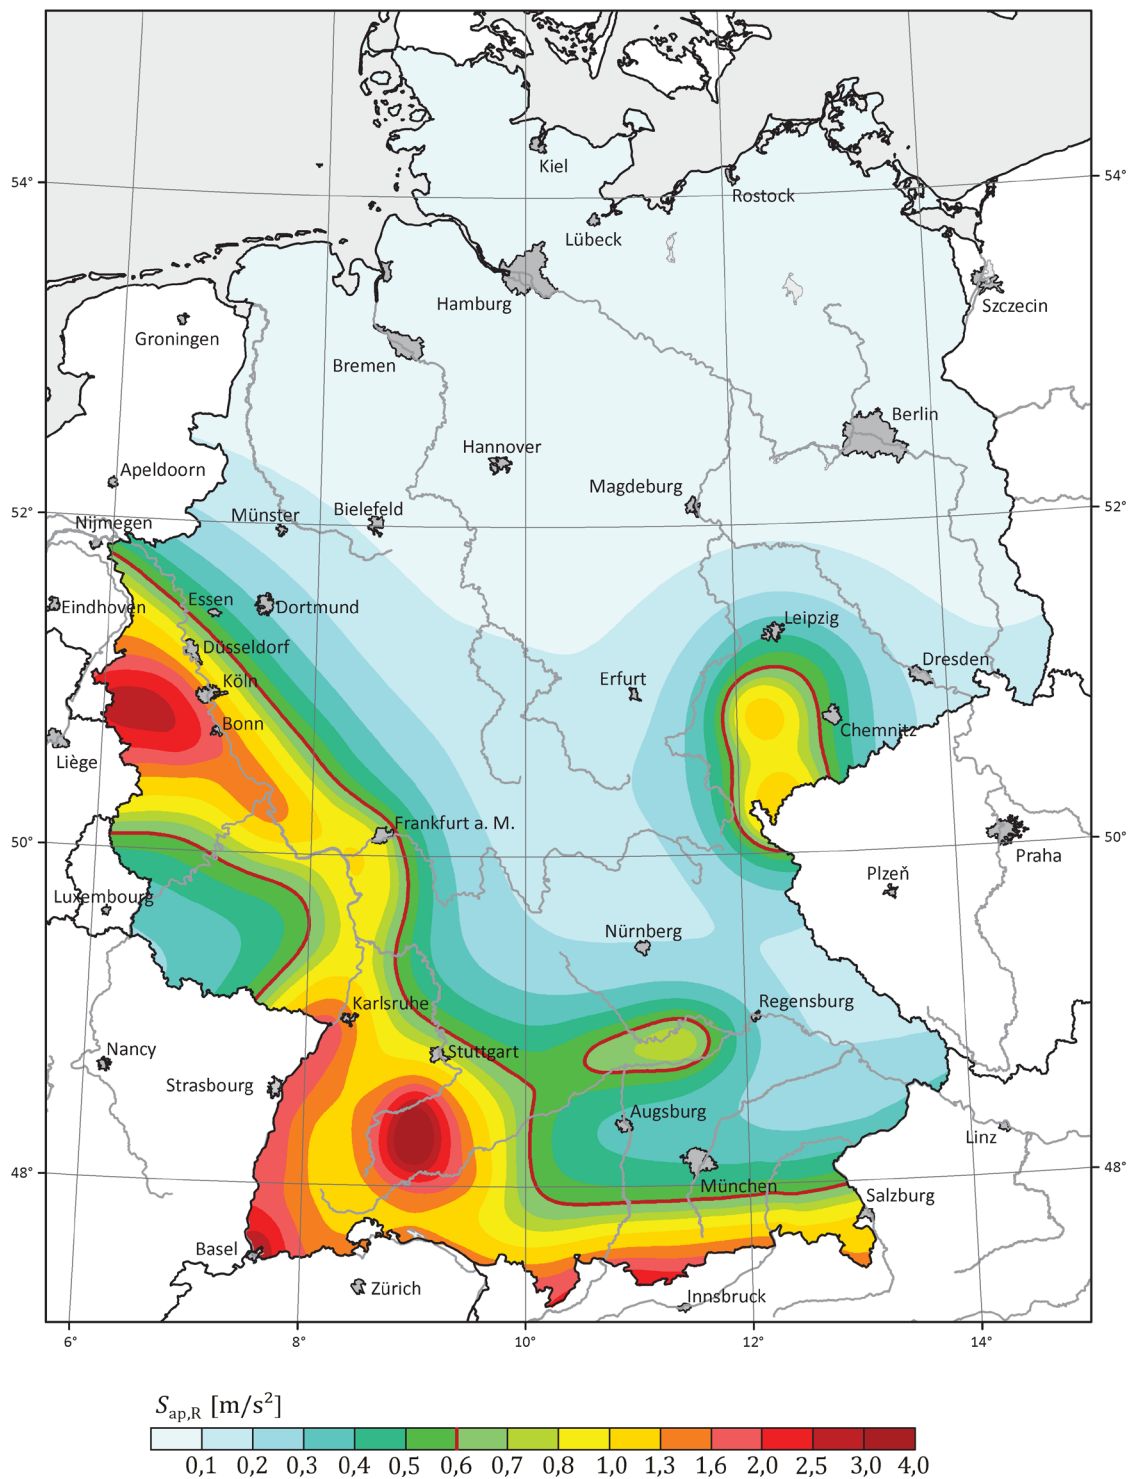 Kiel
54°
54°
Rostock
Lübeck
Hamburg
Szczecin
Groningen
Bremen
Berlin
Hannover
Apeldoorn
Magdeburg
52°
52°
Nijmegen
Münster
Bielefeld
Eindhoven
Essen
Dortmund
Leipzig
Düsseldorf
Dresden
Köln
Erfurt
Bonn
Chemnitz
Liège
Frankfurt a. M.
50°
50°
Praha
Plzeň
Luxembourg
Nürnberg
Karlsruhe
Regensburg
Nancy
Stuttgart
Strasbourg
Augsburg
Linz
48°
48°
München
Salzburg
Basel
Zürich
Innsbruck
6° 8° 10° 12° 14°
Sap,R [m/s²]
0,1 0,2 0,3 0,4 0,5 0,6 0,7 0,8 1,0 1,3 1,6 2,0 2,5 3,0 4,0